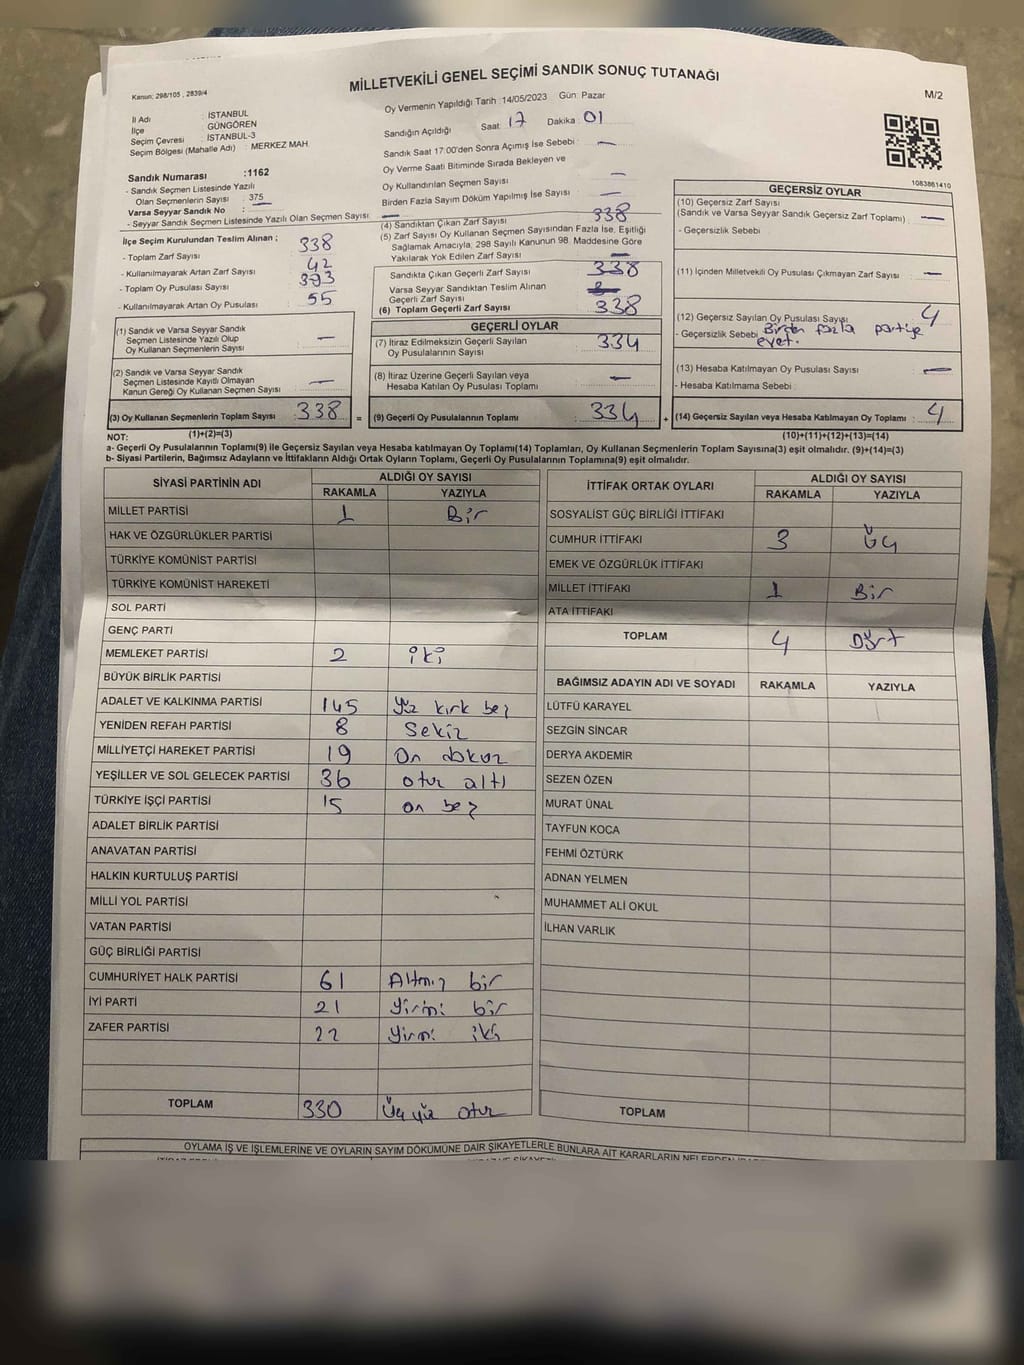 MİLLETVEKİLİ GENEL SEÇİMİ SANDIK SONUÇ TUTANAĞI
Kanun; 298/105 , 2839/4
M/2
İl Adı : İSTANBUL
İlçe : GÜNGÖREN
Seçim Çevresi : İSTANBUL-3
Seçim Bölgesi (Mahalle Adı) : MERKEZ MAH.
Oy Vermenin Yapıldığı Tarih :14/05/2023 Gün: Pazar
Sandığın Açıldığı Saat: 17 Dakika: 01
Sandık Saat 17:00'den Sonra Açımış İse Sebebi : —
Oy Verme Saati Bitiminde Sırada Bekleyen ve
Oy Kullandırılan Seçmen Sayısı —
Birden Fazla Sayım Döküm Yapılmış İse Sayısı —
1083861410
Sandık Numarası :1162
- Sandık Seçmen Listesinde Yazılı
Olan Seçmenlerin Sayısı : 375
Varsa Seyyar Sandık No :
- Seyyar Sandık Seçmen Listesinde Yazılı Olan Seçmen Sayısı : —
İlçe Seçim Kurulundan Teslim Alınan ;
- Toplam Zarf Sayısı : 338
- Kullanılmayarak Artan Zarf Sayısı : 42
- Toplam Oy Pusulası Sayısı : 393
- Kullanılmayarak Artan Oy Pusulası : 55
(1) Sandık ve Varsa Seyyar Sandık
Seçmen Listesinde Yazılı Olup
Oy Kullanan Seçmenlerin Sayısı : —
(2) Sandık ve Varsa Seyyar Sandık
Seçmen Listesinde Kayıtlı Olmayan
Kanun Gereği Oy Kullanan Seçmen Sayısı : —
(3) Oy Kullanan Seçmenlerin Toplam Sayısı : 338
(1)+(2)=(3)
(4) Sandıktan Çıkan Zarf Sayısı 338
(5) Zarf Sayısı Oy Kullanan Seçmen Sayısından Fazla İse, Eşitliği
Sağlamak Amacıyla, 298 Sayılı Kanunun 98. Maddesine Göre
Yakılarak Yok Edilen Zarf Sayısı : —
Sandıkta Çıkan Geçerli Zarf Sayısı : 338
Varsa Seyyar Sandıktan Teslim Alınan
Geçerli Zarf Sayısı
(6) Toplam Geçerli Zarf Sayısı : 338
GEÇERLİ OYLAR
(7) İtiraz Edilmeksizin Geçerli Sayılan
Oy Pusulalarının Sayısı : 334
(8) İtiraz Üzerine Geçerli Sayılan veya
Hesaba Katılan Oy Pusulası Toplamı : —
= (9) Geçerli Oy Pusulalarının Toplamı : 334
GEÇERSİZ OYLAR
(10) Geçersiz Zarf Sayısı
(Sandık ve Varsa Seyyar Sandık Geçersiz Zarf Toplamı) : —
- Geçersizlik Sebebi
(11) İçinden Milletvekili Oy Pusulası Çıkmayan Zarf Sayısı : —
(12) Geçersiz Sayılan Oy Pusulası Sayısı : 4
- Geçersizlik Sebebi : Birden fazla partiye
evet.
(13) Hesaba Katılmayan Oy Pusulası Sayısı : —
- Hesaba Katılmama Sebebi :
+ (14) Geçersiz Sayılan veya Hesaba Katılmayan Oy Toplamı : 4
(10)+(11)+(12)+(13)=(14)
NOT:
a- Geçerli Oy Pusulalarının Toplamı(9) ile Geçersiz Sayılan veya Hesaba katılmayan Oy Toplamı(14) Toplamları, Oy Kullanan Seçmenlerin Toplam Sayısına(3) eşit olmalıdır. (9)+(14)=(3)
b- Siyasi Partilerin, Bağımsız Adayların ve İttifakların Aldığı Ortak Oyların Toplamı, Geçerli Oy Pusulalarının Toplamına(9) eşit olmalıdır.
SİYASİ PARTİNİN ADI ALDIĞI OY SAYISI
RAKAMLA YAZIYLA
MİLLET PARTİSİ 1 Bir
HAK VE ÖZGÜRLÜKLER PARTİSİ
TÜRKİYE KOMÜNİST PARTİSİ
TÜRKİYE KOMÜNİST HAREKETİ
SOL PARTİ
GENÇ PARTİ
MEMLEKET PARTİSİ 2 iki
BÜYÜK BİRLİK PARTİSİ
ADALET VE KALKINMA PARTİSİ 145 Yüz kırk beş
YENİDEN REFAH PARTİSİ 8 Sekiz
MİLLİYETÇİ HAREKET PARTİSİ 19 On dokuz
YEŞİLLER VE SOL GELECEK PARTİSİ 36 otuz altı
TÜRKİYE İŞÇİ PARTİSİ 15 on beş
ADALET BİRLİK PARTİSİ
ANAVATAN PARTİSİ
HALKIN KURTULUŞ PARTİSİ
MİLLİ YOL PARTİSİ
VATAN PARTİSİ
GÜÇ BİRLİĞİ PARTİSİ
CUMHURİYET HALK PARTİSİ 61 Altmış bir
İYİ PARTİ 21 Yirmi bir
ZAFER PARTİSİ 22 Yirmi iki
TOPLAM 330 Üç yüz otuz
İTTİFAK ORTAK OYLARI ALDIĞI OY SAYISI
RAKAMLA YAZIYLA
SOSYALİST GÜÇ BİRLİĞİ İTTİFAKI
CUMHUR İTTİFAKI 3 Üç
EMEK VE ÖZGÜRLÜK İTTİFAKI
MİLLET İTTİFAKI 1 Bir
ATA İTTİFAKI
TOPLAM 4 Dört
BAĞIMSIZ ADAYIN ADI VE SOYADI RAKAMLA YAZIYLA
LÜTFÜ KARAYEL
SEZGİN SİNCAR
DERYA AKDEMİR
SEZEN ÖZEN
MURAT ÜNAL
TAYFUN KOCA
FEHMİ ÖZTÜRK
ADNAN YELMEN
MUHAMMET ALİ OKUL
İLHAN VARLIK
TOPLAM
OYLAMA İŞ VE İŞLEMLERİNE VE OYLARIN SAYIM DÖKÜMÜNE DAİR ŞİKAYETLERLE BUNLARA AİT KARARLARIN NELERDEN